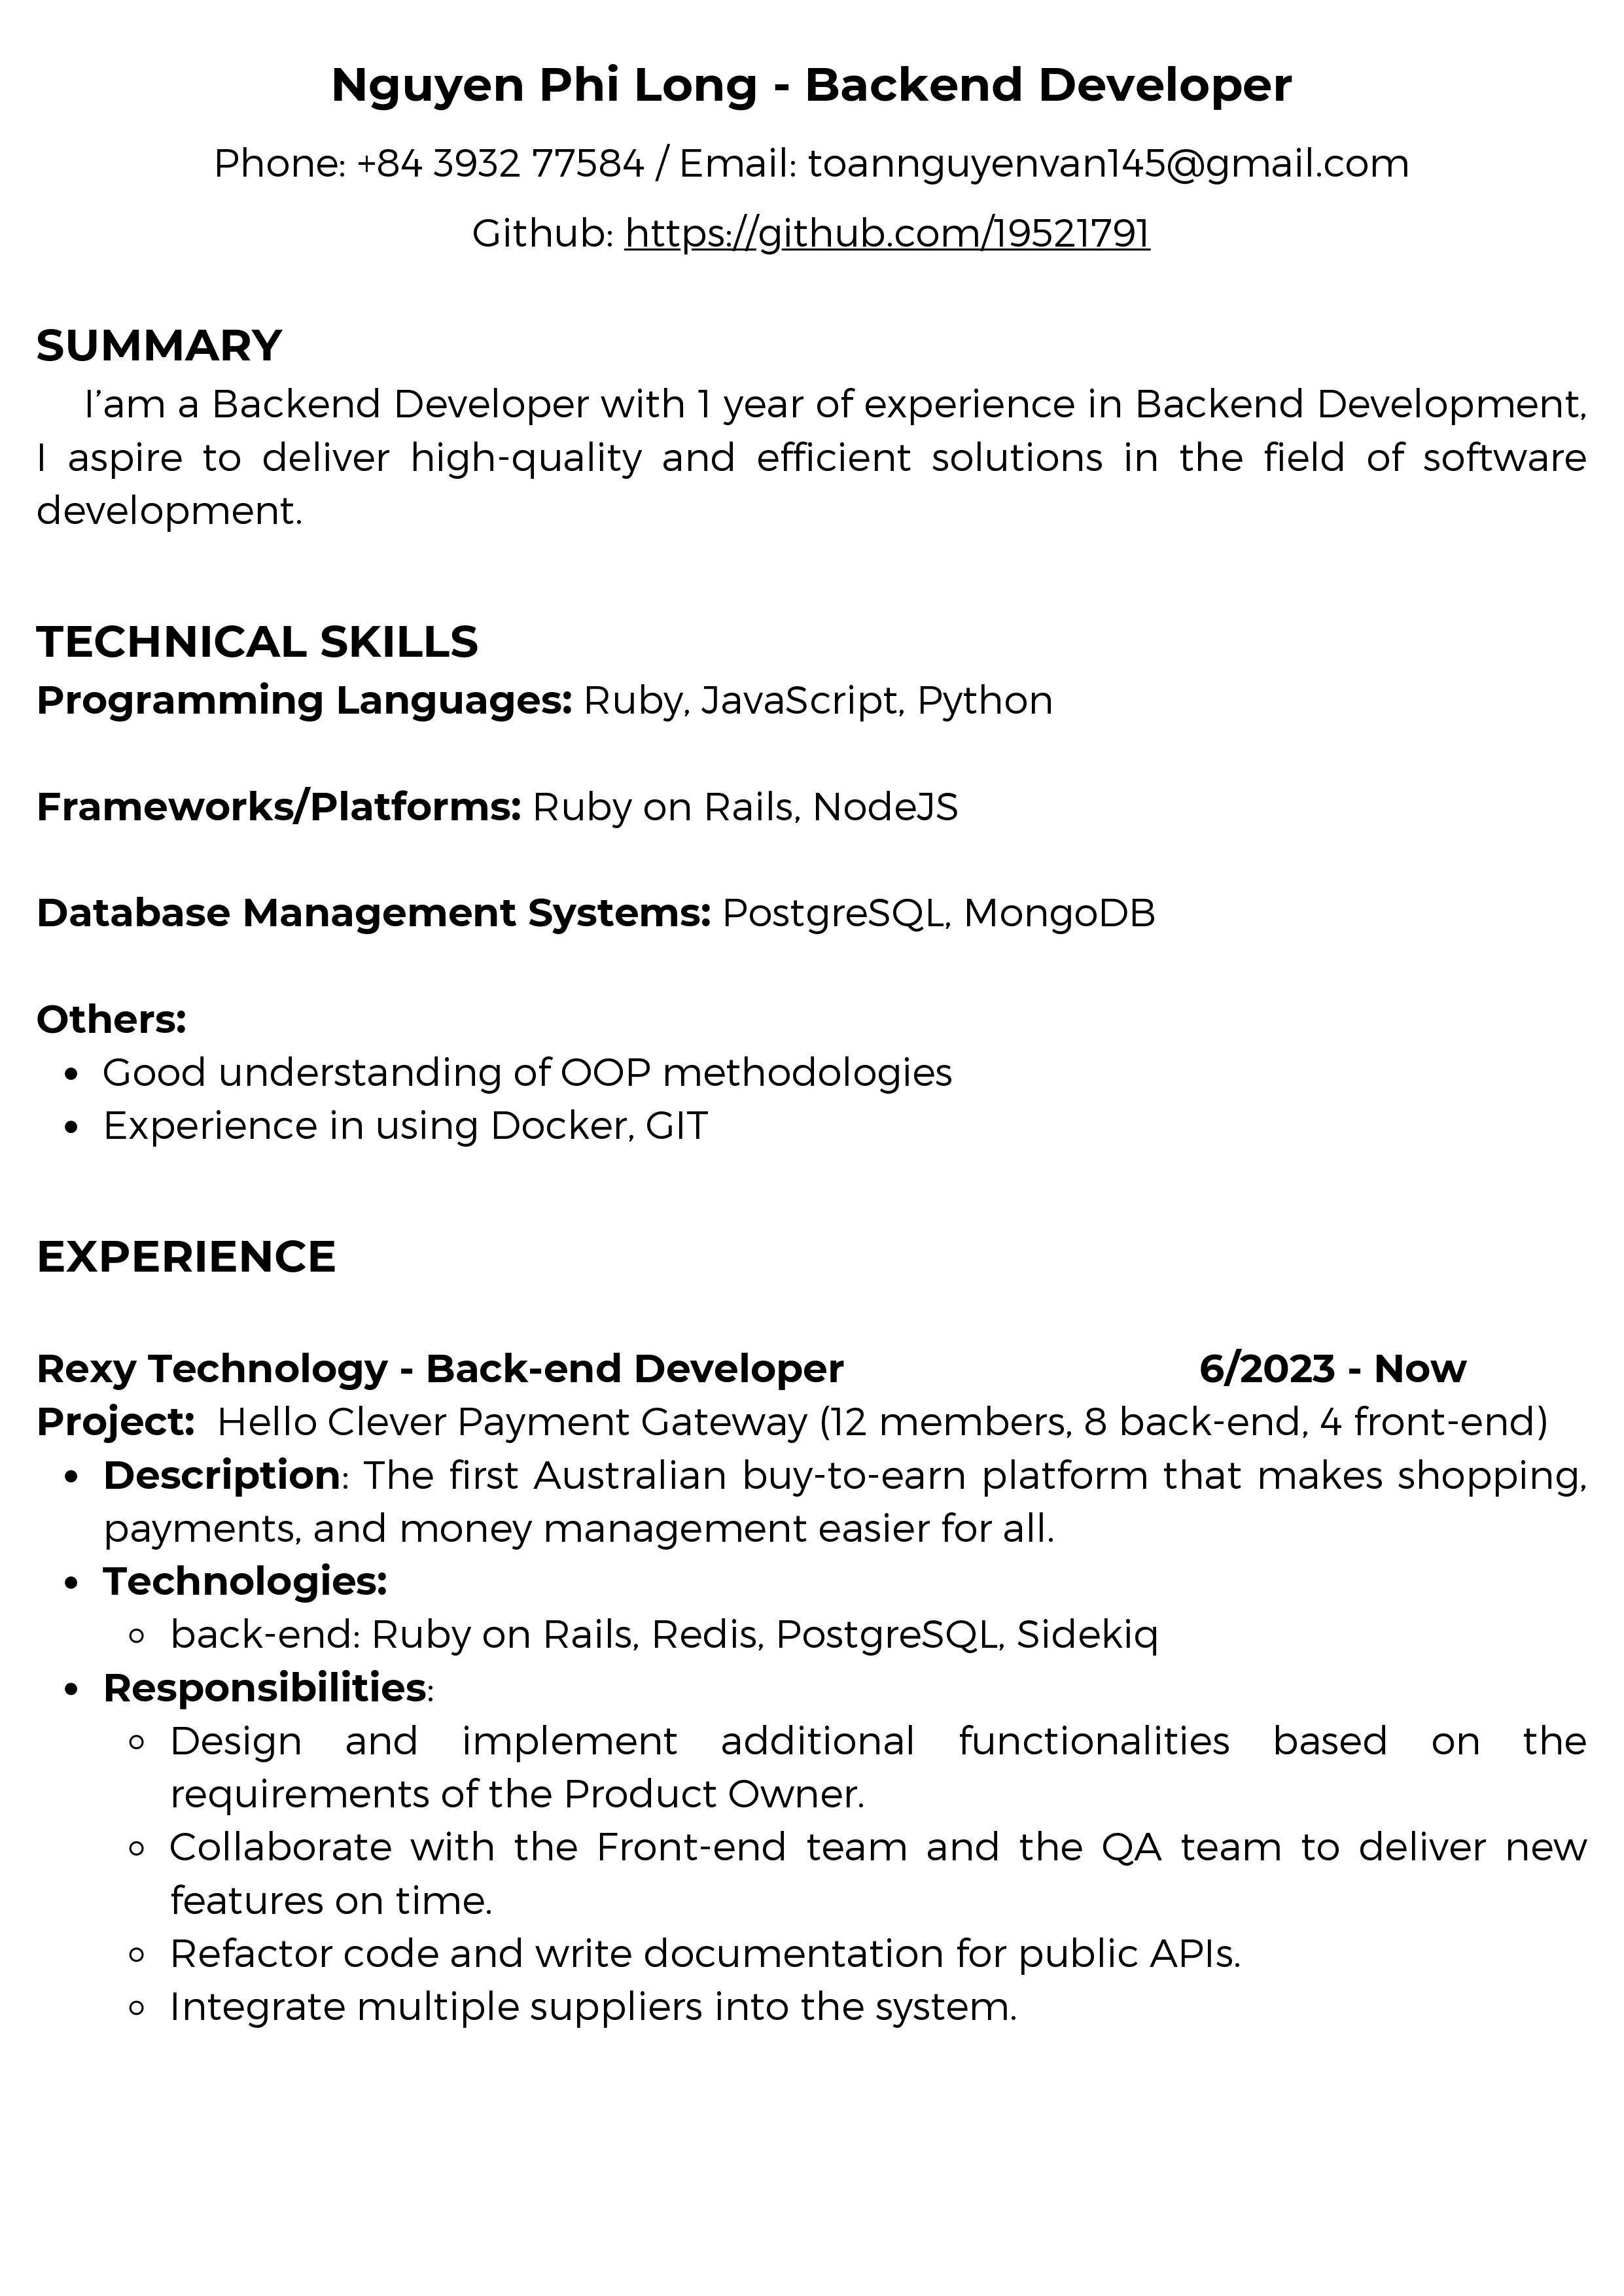 Nguyen Phi Long - Backend Developer
Phone: +84 3932 77584 / Email: toannguyenvan145@gmail.com
Github: https://github.com/19521791
SUMMARY
I’am a Backend Developer with 1 year of experience in Backend Development,
I aspire to deliver high-quality and efficient solutions in the field of software
development.
TECHNICAL SKILLS
Programming Languages: Ruby, JavaScript, Python
Frameworks/Platforms: Ruby on Rails, NodeJS
Database Management Systems: PostgreSQL, MongoDB
Others:
• Good understanding of OOP methodologies
• Experience in using Docker, GIT
EXPERIENCE
Rexy Technology - Back-end Developer 6/2023 - Now
Project: Hello Clever Payment Gateway (12 members, 8 back-end, 4 front-end)
• Description: The first Australian buy-to-earn platform that makes shopping,
payments, and money management easier for all.
• Technologies:
◦ back-end: Ruby on Rails, Redis, PostgreSQL, Sidekiq
• Responsibilities:
◦ Design and implement additional functionalities based on the
requirements of the Product Owner.
◦ Collaborate with the Front-end team and the QA team to deliver new
features on time.
◦ Refactor code and write documentation for public APIs.
◦ Integrate multiple suppliers into the system.